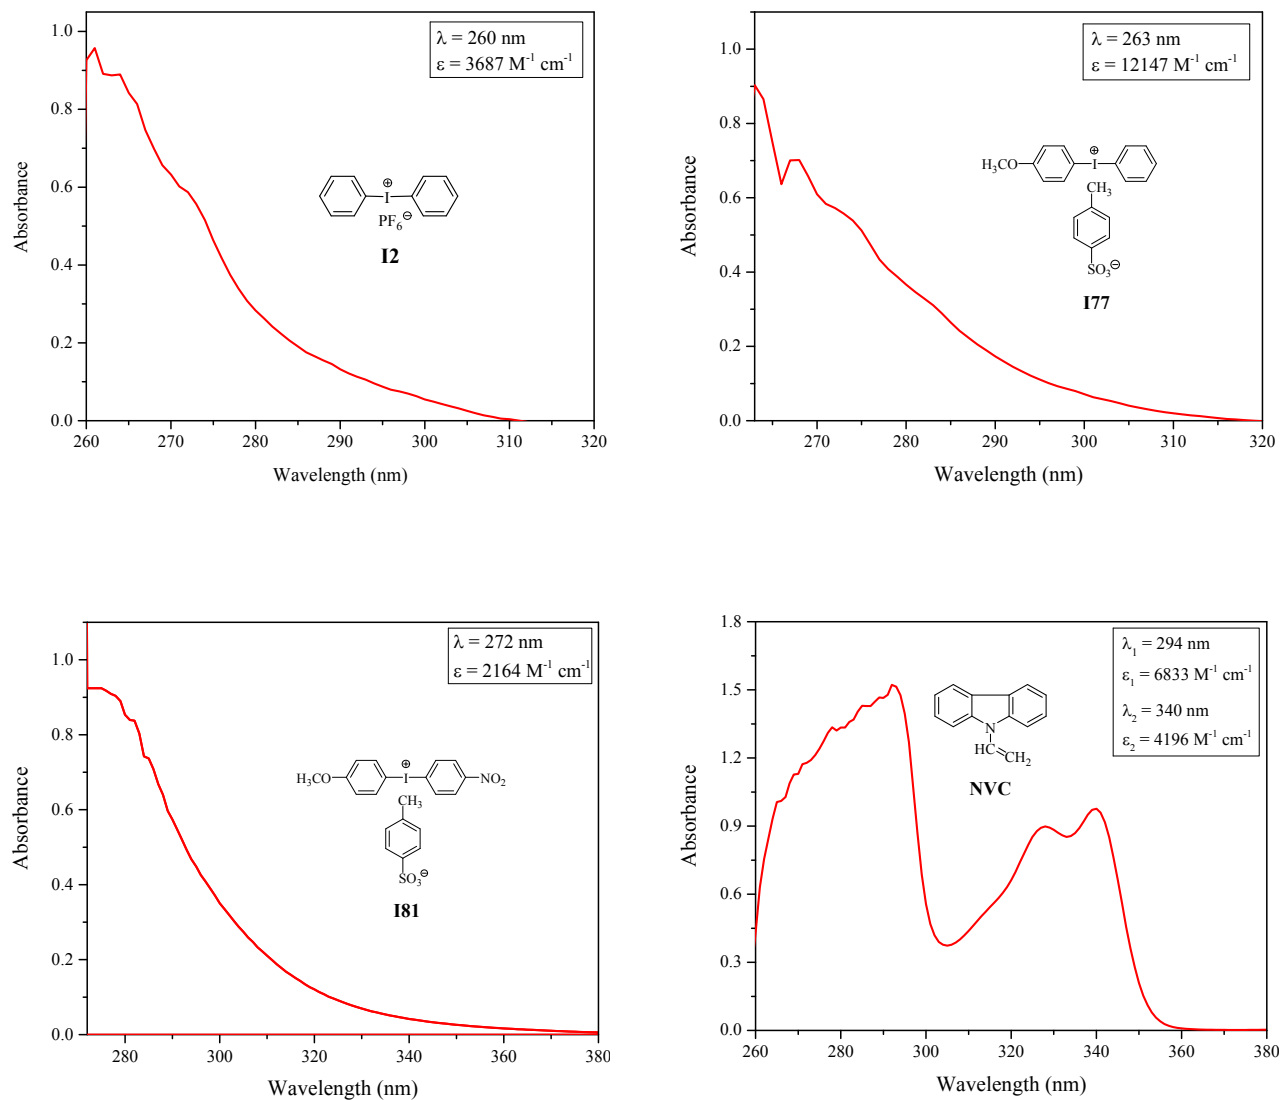 λ = 260 nm
ε = 3687 M⁻¹ cm⁻¹
1.0
0.8
0.6
0.4
0.2
0.0
Absorbance
I
⊕
PF₆⊖
I2
260
270
280
290
300
310
320
Wavelength (nm)
λ = 263 nm
ε = 12147 M⁻¹ cm⁻¹
1.0
0.8
0.6
0.4
0.2
0.0
Absorbance
H₃CO
I
⊕
CH₃
SO₃⊖
I77
270
280
290
300
310
320
Wavelength (nm)
λ = 272 nm
ε = 2164 M⁻¹ cm⁻¹
1.0
0.8
0.6
0.4
0.2
0.0
Absorbance
H₃CO
I
⊕
NO₂
CH₃
SO₃⊖
I81
280
300
320
340
360
380
Wavelength (nm)
λ₁ = 294 nm
ε₁ = 6833 M⁻¹ cm⁻¹
λ₂ = 340 nm
ε₂ = 4196 M⁻¹ cm⁻¹
1.8
1.5
1.2
0.9
0.6
0.3
0.0
Absorbance
N
HC
CH₂
NVC
260
280
300
320
340
360
380
Wavelength (nm)